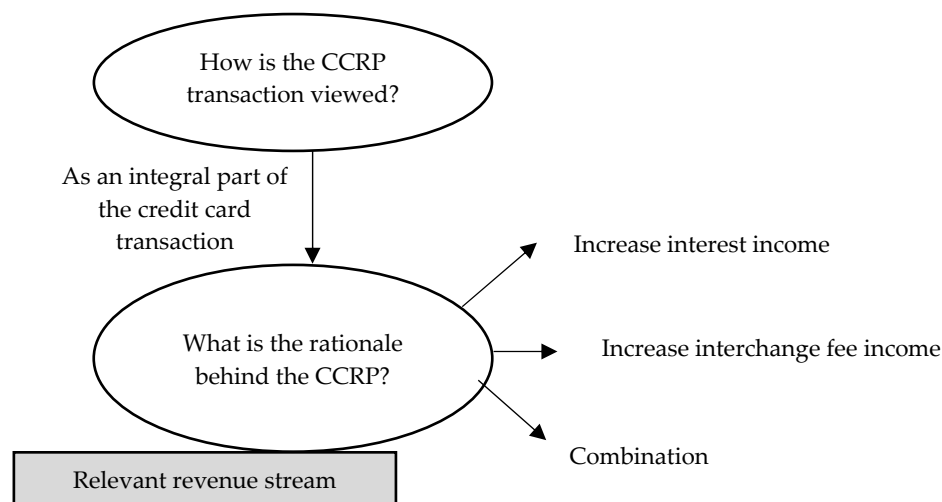 How is the CCRP
transaction viewed?
As an integral part of
the credit card
transaction
Increase interest income
What is the rationale
behind the CCRP?
Increase interchange fee income
Combination
Relevant revenue stream